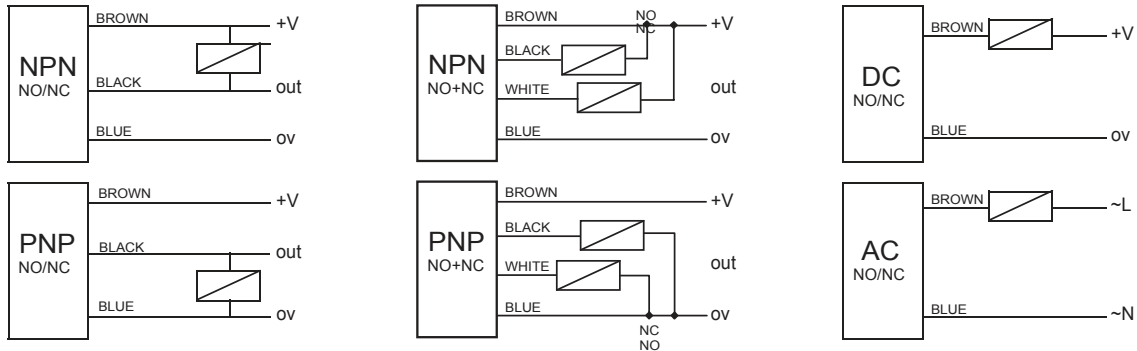 BROWN
+V
NPN
NO/NC
BLACK
out
BLUE
ov
BROWN
NO
NC
+V
BLACK
NPN
NO+NC
WHITE
out
BLUE
ov
BROWN
+V
DC
NO/NC
BLUE
ov
BROWN
+V
PNP
NO/NC
BLACK
out
BLUE
ov
BROWN
+V
BLACK
PNP
NO+NC
WHITE
out
BLUE
ov
NC
NO
BROWN
~L
AC
NO/NC
BLUE
~N